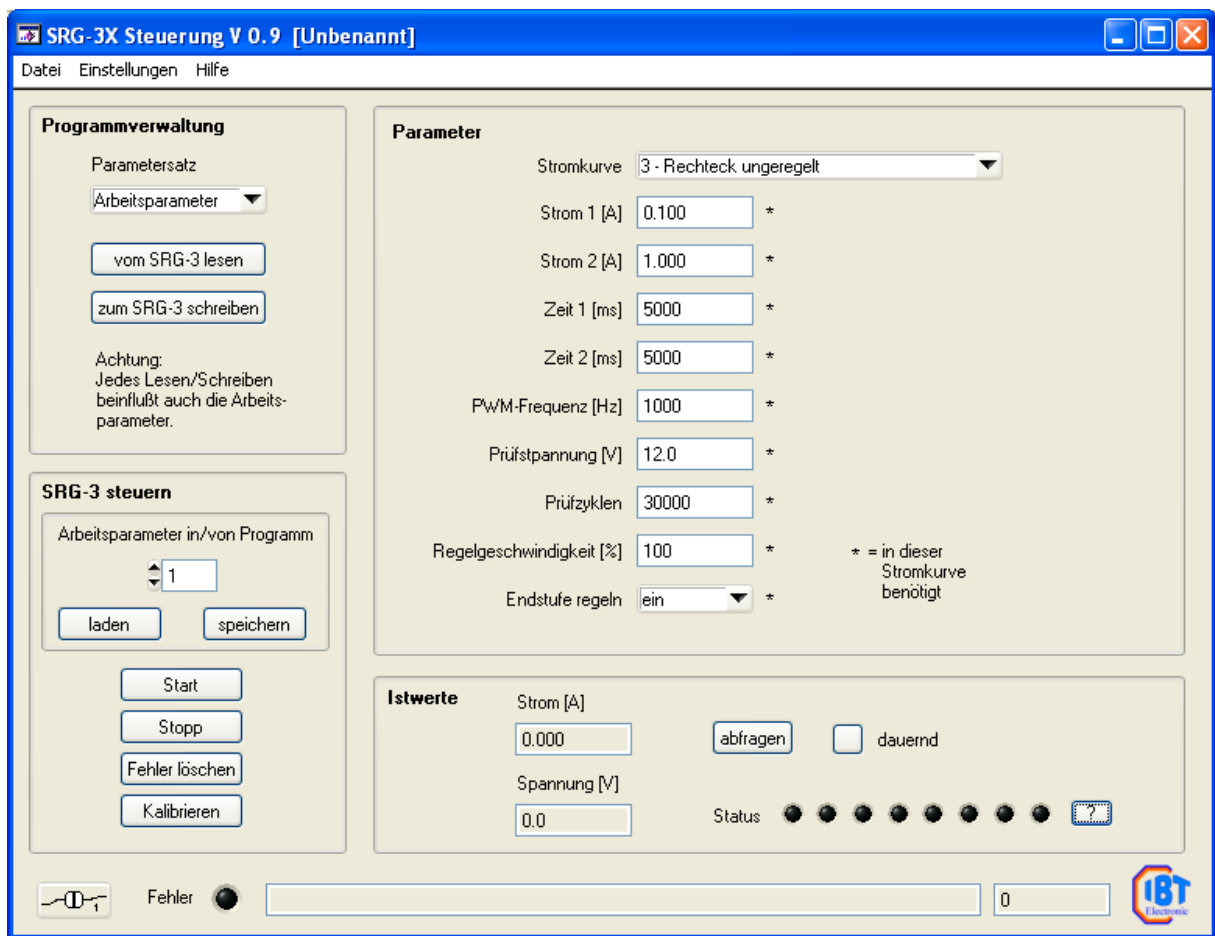 SRG-3X Steuerung V 0.9 [Unbenannt]
Datei Einstellungen Hilfe
Programmverwaltung
Parametersatz
Arbeitsparameter
vom SRG-3 lesen
zum SRG-3 schreiben
Achtung:
Jedes Lesen/Schreiben
beinflußt auch die Arbeits-
parameter.
SRG-3 steuern
Arbeitsparameter in/von Programm
1
laden speichern
Start
Stopp
Fehler löschen
Kalibrieren
Parameter
Stromkurve 3 - Rechteck ungeregelt
Strom 1 [A] 0.100 *
Strom 2 [A] 1.000 *
Zeit 1 [ms] 5000 *
Zeit 2 [ms] 5000 *
PWM-Frequenz [Hz] 1000 *
Prüfstpannung [V] 12.0 *
Prüfzyklen 30000 *
Regelgeschwindigkeit [%] 100 *
Endstufe regeln ein *
* = in dieser
Stromkurve
benötigt
Istwerte
Strom [A]
0.000
abfragen dauernd
Spannung [V]
0.0
Status ?
1
Fehler 0
IBT
Electronic